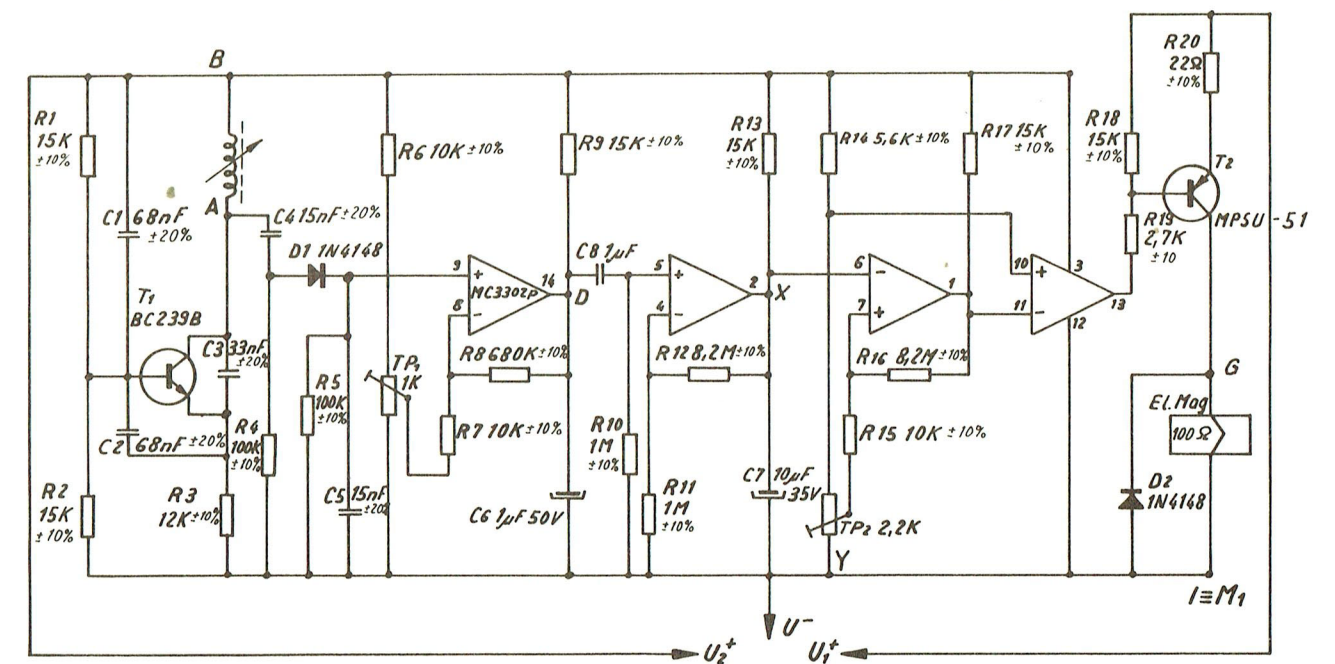 B
R1
15K
±10%
C1 68nF
±20%
A
C4 15nF ±20%
D1 1N4148
T1
BC239B
C3 33nF
±20%
C2 68nF ±20%
R2
15K
±10%
R3
12K ±10%
R4
100K
±10%
R5
100K
±10%
C5 15nF
±20%
R6 10K ±10%
TP1
1K
9
+
8
−
MC3302P
14
D
R8 680K ±10%
R7 10K ±10%
R9 15K ±10%
C6 1µF 50V
C8 1µF
5
+
4
−
2
X
R10
1M
±10%
R12 8,2M ±10%
R11
1M
±10%
R13
15K
±10%
C7 10µF
35V
R14 5,6K ±10%
6
−
7
+
1
R16 8,2M ±10%
R15 10K ±10%
TP2 2,2K
Y
R17 15K
±10%
10
+
11
−
3
12
13
R18
15K
±10%
R19
2,7K
±10
R20
22Ω
±10%
T2
MPSU-51
G
El.Mag
100Ω
D2
1N4148
I≡M1
U−
U2+
U1+